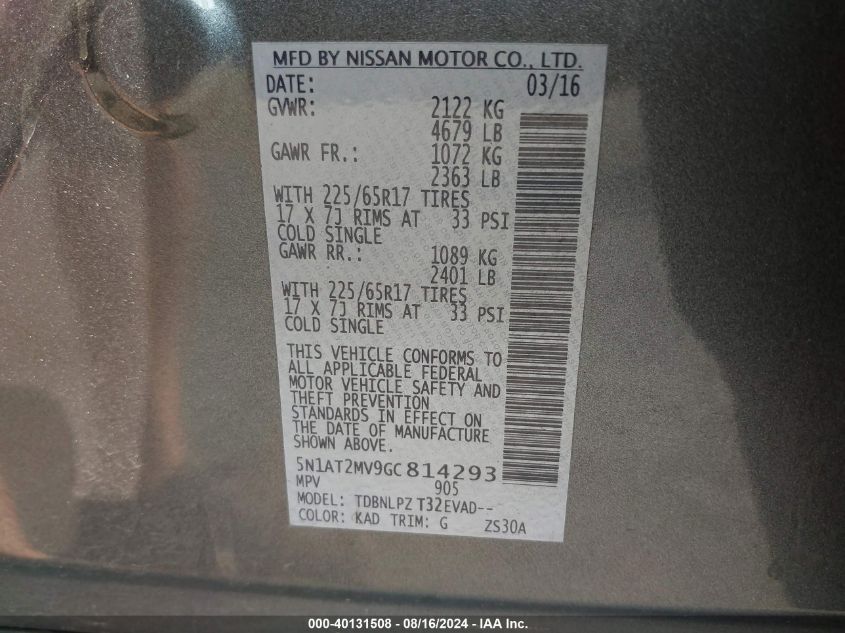 MFD BY NISSAN MOTOR CO., LTD.
DATE: 03/16
GVWR: 2122 KG
4679 LB
GAWR FR.: 1072 KG
2363 LB
WITH 225/65R17 TIRES
17 X 7J RIMS AT 33 PSI
COLD SINGLE
GAWR RR.: 1089 KG
2401 LB
WITH 225/65R17 TIRES
17 X 7J RIMS AT 33 PSI
COLD SINGLE
THIS VEHICLE CONFORMS TO
ALL APPLICABLE FEDERAL
MOTOR VEHICLE SAFETY AND
THEFT PREVENTION
STANDARDS IN EFFECT ON
THE DATE OF MANUFACTURE
SHOWN ABOVE.
5N1AT2MV9GC814293
MPV 905
MODEL: TDBNLPZ T32EVAD--
COLOR: KAD TRIM: G ZS30A
000-40131508 - 08/16/2024 - IAA Inc.